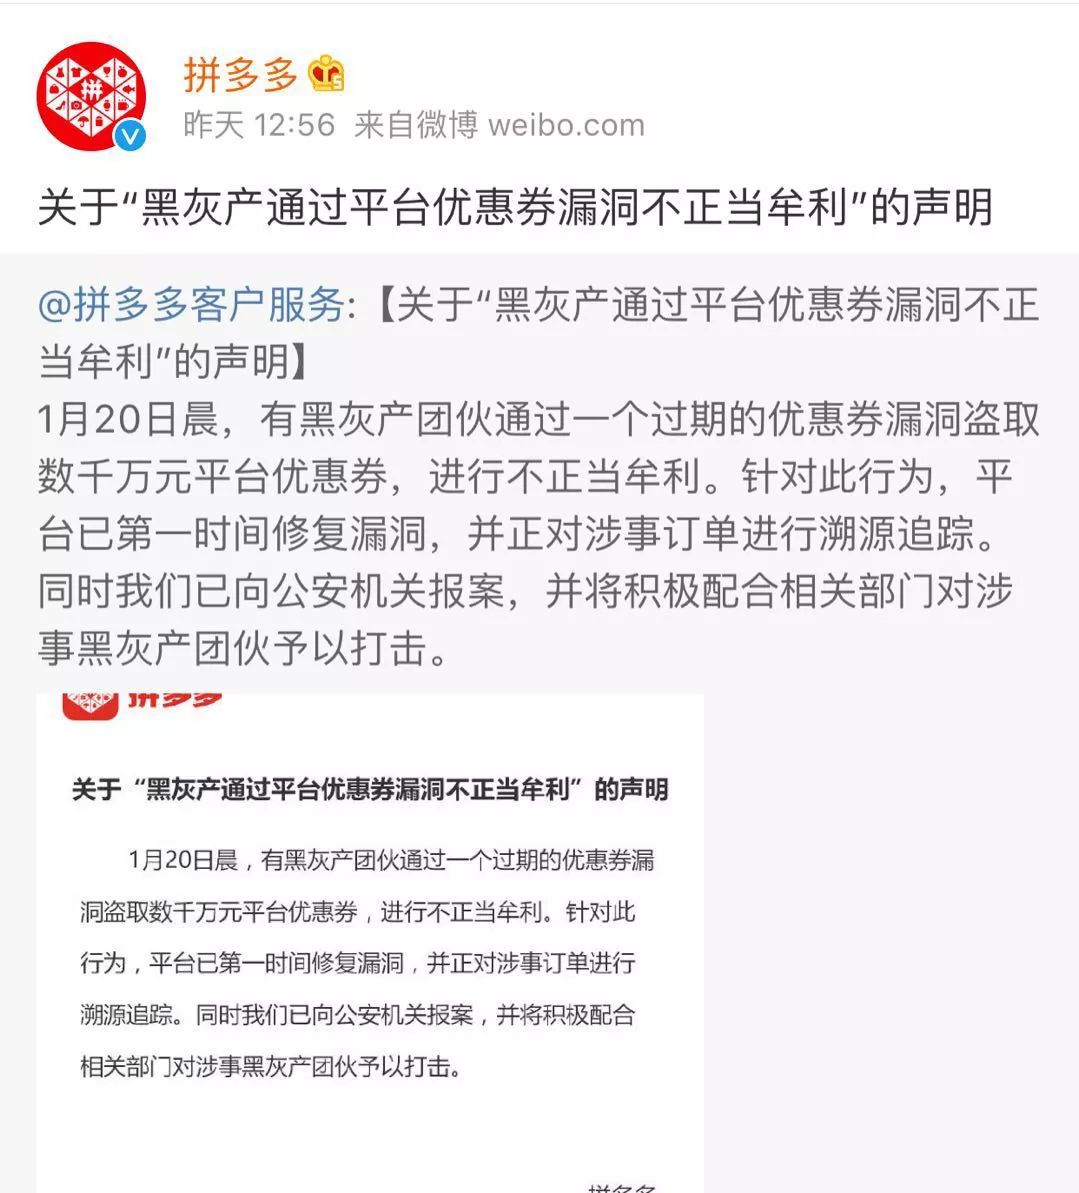 拼多多
昨天 12:56 来自微博 weibo.com
关于“黑灰产通过平台优惠券漏洞不正当牟利”的声明
@拼多多客户服务:【关于“黑灰产通过平台优惠券漏洞不正
当牟利”的声明】
1月20日晨，有黑灰产团伙通过一个过期的优惠券漏洞盗取
数千万元平台优惠券，进行不正当牟利。针对此行为，平
台已第一时间修复漏洞，并正对涉事订单进行溯源追踪。
同时我们已向公安机关报案，并将积极配合相关部门对涉
事黑灰产团伙予以打击。
拼多多
关于“黑灰产通过平台优惠券漏洞不正当牟利”的声明
1月20日晨，有黑灰产团伙通过一个过期的优惠券漏
洞盗取数千万元平台优惠券，进行不正当牟利。针对此
行为，平台已第一时间修复漏洞，并正对涉事订单进行
溯源追踪。同时我们已向公安机关报案，并将积极配合
相关部门对涉事黑灰产团伙予以打击。
拼多多